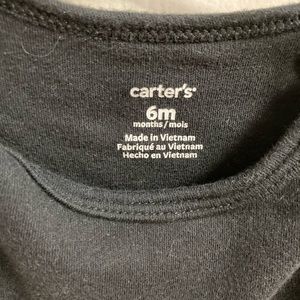 carter's
6m
months / mois
Made in Vietnam
Fabriqué au Vietnam
Hecho en Vietnam